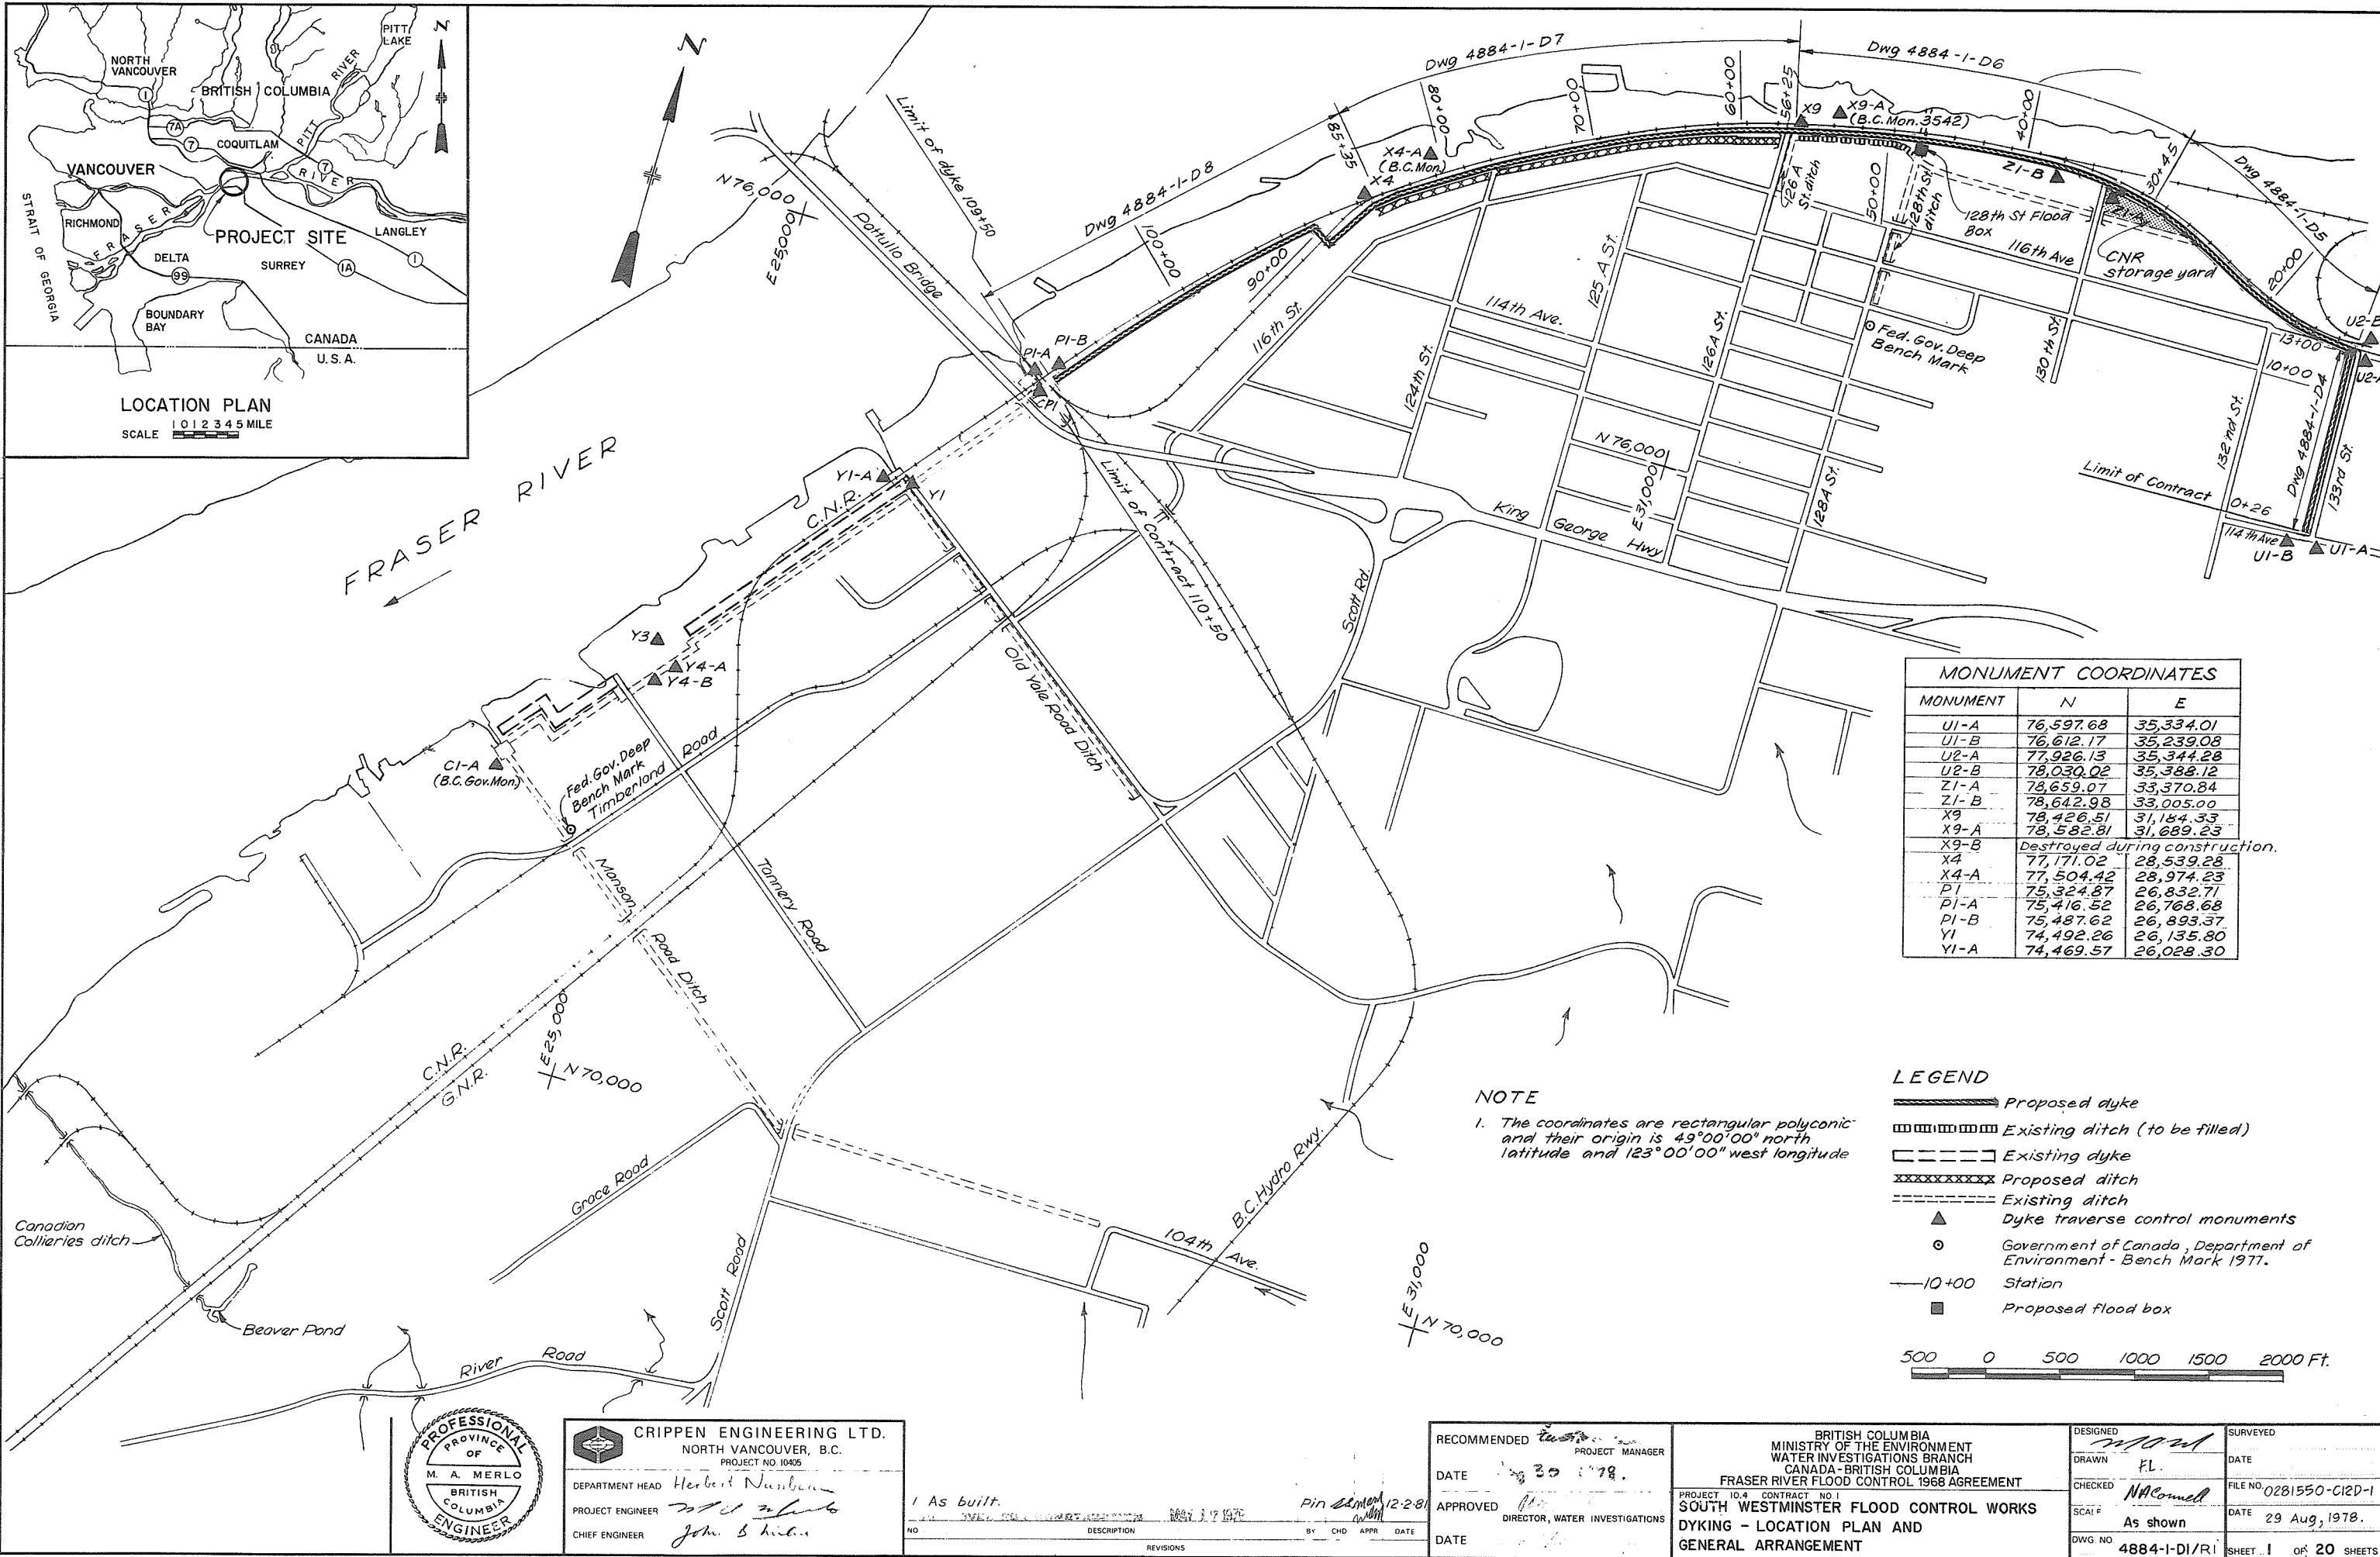 PITT
LAKE
N
NORTH
VANCOUVER
RIVER
1
BRITISH COLUMBIA
7A
PITT
7
COQUITLAM
7
VANCOUVER
RIVER
STRAIT OF GEORGIA
RICHMOND
FRASER
PROJECT SITE
LANGLEY
DELTA
SURREY
1A
1
99
BOUNDARY
BAY
CANADA
U.S.A.
LOCATION PLAN
SCALE 1 0 1 2 3 4 5 MILE
N
Limit of dyke 109+50
N 76,000
E 25,000
Pattullo Bridge
Dwg 4884-1-D8
Dwg 4884-1-D7
Dwg 4884-1-D6
Dwg 4884-1-D5
Dwg 4884-1-D4
100+00
90+00
85+35
80+00
70+00
60+00
56+25
50+00
40+00
30+45
20+00
13+00
10+00
0+26
X4-A
(B.C. Mon.)
X4
X9
X9-A
(B.C. Mon. 3542)
Z1-B
Z1-A
126 A
St. ditch
128th St.
ditch
128th St Flood
Box
116th Ave
CNR
storage yard
U2-B
U2-A
P1-A
P1-B
CP1
116th St.
114th Ave.
124th St.
125 A St.
126A St.
128A St.
130th St.
132nd St.
133rd St.
Fed. Gov. Deep
Bench Mark
N 76,000
E 31,000
King George Hwy
Limit of Contract
114th Ave
U1-B
U1-A
FRASER RIVER
Y1-A
Y1
C.N.R.
Limit of Contract 110+50
Scott Rd.
Y3
Y4-A
Y4-B
Old Yale Road Ditch
C1-A
(B.C. Gov. Mon.)
Fed. Gov. Deep
Bench Mark
Timberland Road
Manson Road Ditch
Tannery Road
C.N.R.
G.N.R.
E 25,000
N 70,000
Grace Road
Canadian
Collieries ditch
Beaver Pond
River Road
Scott Road
104th Ave.
B.C. Hydro Rwy.
E 31,000
N 70,000
MONUMENT COORDINATES
MONUMENT N E
U1-A 76,597.68 35,334.01
U1-B 76,612.17 35,239.08
U2-A 77,926.13 35,344.28
U2-B 78,030.02 35,388.12
Z1-A 78,659.07 33,370.84
Z1-B 78,642.98 33,005.00
X9 78,426.51 31,184.33
X9-A 78,582.81 31,689.23
X9-B Destroyed during construction.
X4 77,171.02 28,539.28
X4-A 77,504.42 28,974.23
P1 75,324.87 26,832.71
P1-A 75,416.52 26,768.68
P1-B 75,487.62 26,893.37
Y1 74,492.26 26,135.80
Y1-A 74,469.57 26,028.30
NOTE
1. The coordinates are rectangular polyconic
and their origin is 49°00'00" north
latitude and 123°00'00" west longitude
LEGEND
Proposed dyke
Existing ditch (to be filled)
Existing dyke
Proposed ditch
Existing ditch
Dyke traverse control monuments
Government of Canada, Department of
Environment - Bench Mark 1977.
10+00 Station
Proposed flood box
500 0 500 1000 1500 2000 Ft.
PROFESSIONAL
PROVINCE
OF
M. A. MERLO
BRITISH
COLUMBIA
ENGINEER
CRIPPEN ENGINEERING LTD.
NORTH VANCOUVER, B.C.
PROJECT NO. 10405
DEPARTMENT HEAD
PROJECT ENGINEER
CHIEF ENGINEER
1 As built. 12-2-81
NO DESCRIPTION BY CHD APPR DATE
REVISIONS
RECOMMENDED
PROJECT MANAGER
DATE 30 1978.
APPROVED
DIRECTOR, WATER INVESTIGATIONS
DATE
BRITISH COLUMBIA
MINISTRY OF THE ENVIRONMENT
WATER INVESTIGATIONS BRANCH
CANADA-BRITISH COLUMBIA
FRASER RIVER FLOOD CONTROL 1968 AGREEMENT
PROJECT 10.4 CONTRACT NO. 1
SOUTH WESTMINSTER FLOOD CONTROL WORKS
DYKING - LOCATION PLAN AND
GENERAL ARRANGEMENT
DESIGNED
DRAWN F.L.
CHECKED
SCALE As shown
DWG. NO. 4884-1-D1/R1
SURVEYED
DATE
FILE NO. 0281550-C12D-1
DATE 29 Aug, 1978.
SHEET 1 OF 20 SHEETS